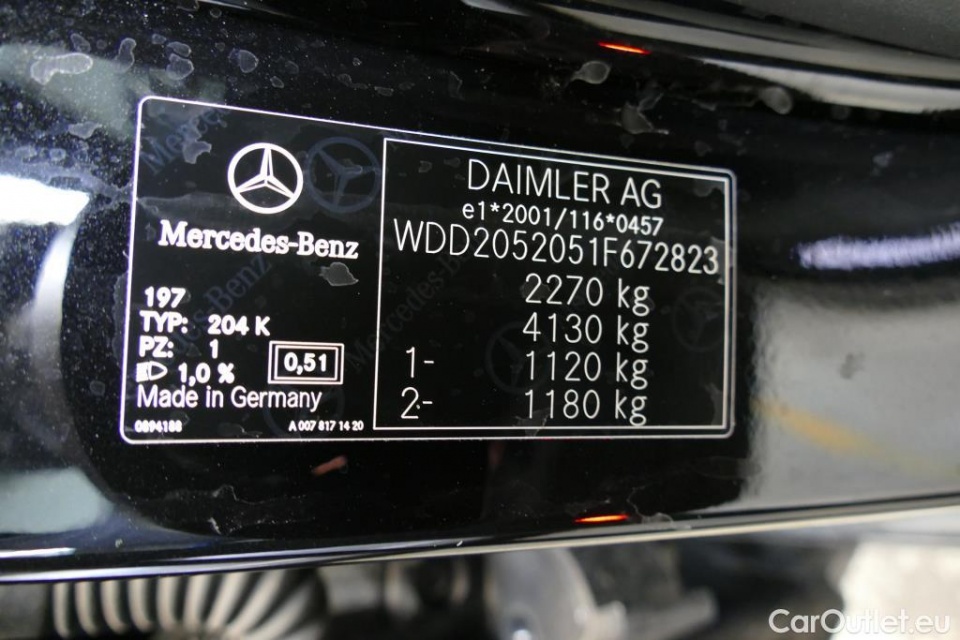 Mercedes-Benz
197
TYP: 204 K
PZ: 1
1,0 %
0,51
Made in Germany
0894188
A 007 817 14 20
DAIMLER AG
e1*2001/116*0457
WDD2052051F672823
2270 kg
4130 kg
1- 1120 kg
2- 1180 kg
CarOutlet.eu